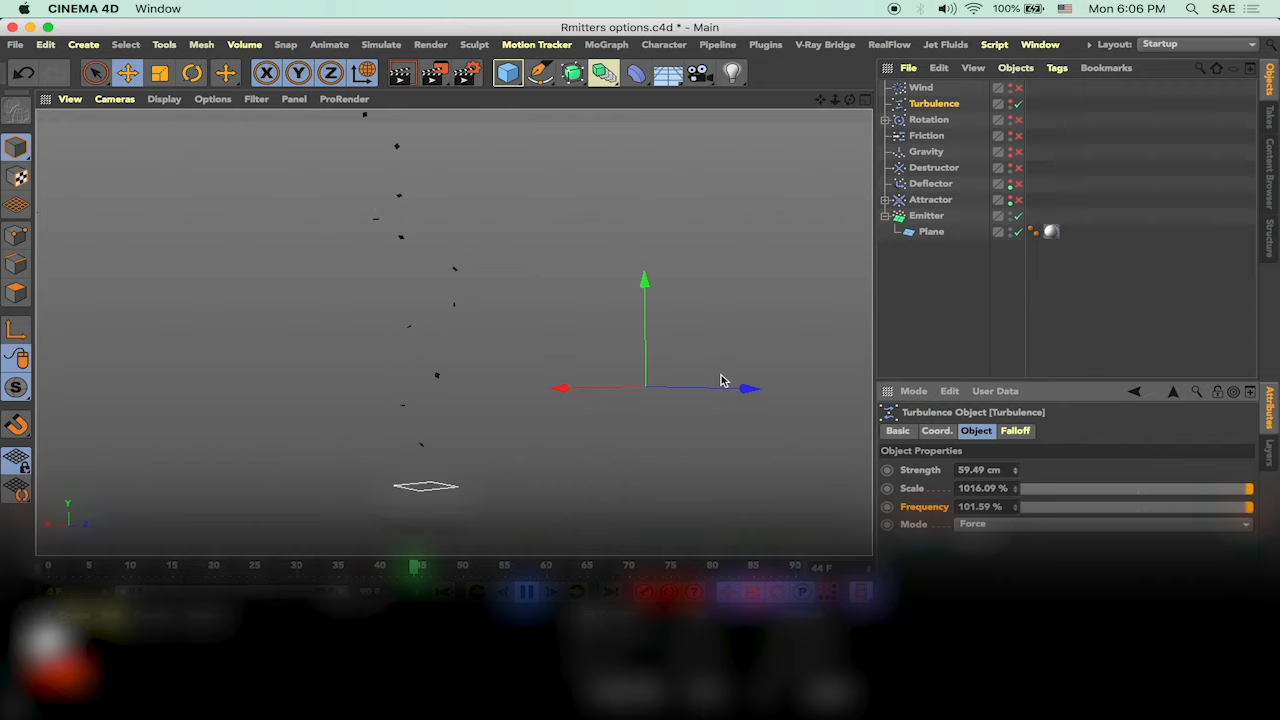 CINEMA 4D Window 100% Mon 6:06 PM SAE
Rmitters options.c4d * - Main
File Edit Create Select Tools Mesh Volume Snap Animate Simulate Render Sculpt Motion Tracker MoGraph Character Pipeline Plugins V-Ray Bridge RealFlow Jet Fluids Script Window Layout: Startup
X Y Z
File Edit View Objects Tags Bookmarks
View Cameras Display Options Filter Panel ProRender
Wind
Turbulence
Rotation
Friction
Gravity
Destructor
Deflector
Attractor
Emitter
Plane
Objects
Takes
Content Browser
Structure
Mode Edit User Data
Turbulence Object [Turbulence]
Basic Coord. Object Falloff
Object Properties
Strength 59.49 cm
Scale 1016.09 %
Frequency 101.59 %
Mode Force
Attributes
Layers
S
Y
X Z
0 5 10 15 20 25 30 35 40 45 50 55 60 65 70 75 80 85 90 44 F
90 F
P